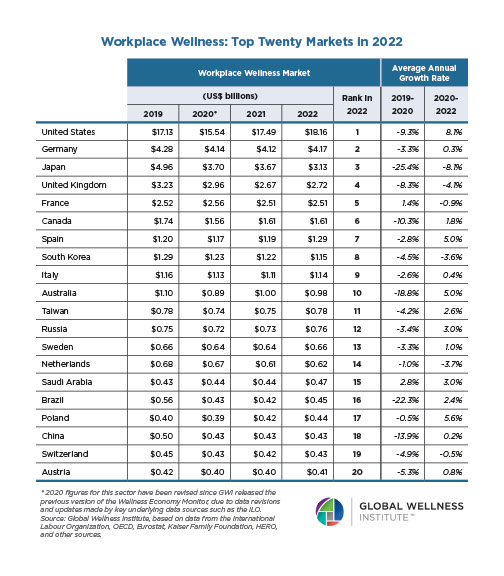 Workplace Wellness: Top Twenty Markets in 2022
Workplace Wellness Market Average Annual
Growth Rate
(US$ billions) Rank in
2022 2019-
2020 2020-
2022
2019 2020* 2021 2022
United States $17.13 $15.54 $17.49 $18.16 1 -9.3% 8.1%
Germany $4.28 $4.14 $4.12 $4.17 2 -3.3% 0.3%
Japan $4.96 $3.70 $3.67 $3.13 3 -25.4% -8.1%
United Kingdom $3.23 $2.96 $2.67 $2.72 4 -8.3% -4.1%
France $2.52 $2.56 $2.51 $2.51 5 1.4% -0.9%
Canada $1.74 $1.56 $1.61 $1.61 6 -10.3% 1.8%
Spain $1.20 $1.17 $1.19 $1.29 7 -2.8% 5.0%
South Korea $1.29 $1.23 $1.22 $1.15 8 -4.5% -3.6%
Italy $1.16 $1.13 $1.11 $1.14 9 -2.6% 0.4%
Australia $1.10 $0.89 $1.00 $0.98 10 -18.8% 5.0%
Taiwan $0.78 $0.74 $0.75 $0.78 11 -4.2% 2.6%
Russia $0.75 $0.72 $0.73 $0.76 12 -3.4% 3.0%
Sweden $0.66 $0.64 $0.64 $0.66 13 -3.3% 1.0%
Netherlands $0.68 $0.67 $0.61 $0.62 14 -1.0% -3.7%
Saudi Arabia $0.43 $0.44 $0.44 $0.47 15 2.8% 3.0%
Brazil $0.56 $0.43 $0.42 $0.45 16 -22.3% 2.4%
Poland $0.40 $0.39 $0.42 $0.44 17 -0.5% 5.6%
China $0.50 $0.43 $0.43 $0.43 18 -13.9% 0.2%
Switzerland $0.45 $0.43 $0.42 $0.43 19 -4.9% -0.5%
Austria $0.42 $0.40 $0.40 $0.41 20 -5.3% 0.8%
* 2020 figures for this sector have been revised since GWI released the
previous version of the Wellness Economy Monitor, due to data revisions
and updates made by key underlying data sources such as the ILO.
Source: Global Wellness Institute, based on data from the International
Labour Organization, OECD, Eurostat, Kaiser Family Foundation, HERO,
and other sources.
GLOBAL WELLNESS
INSTITUTE™